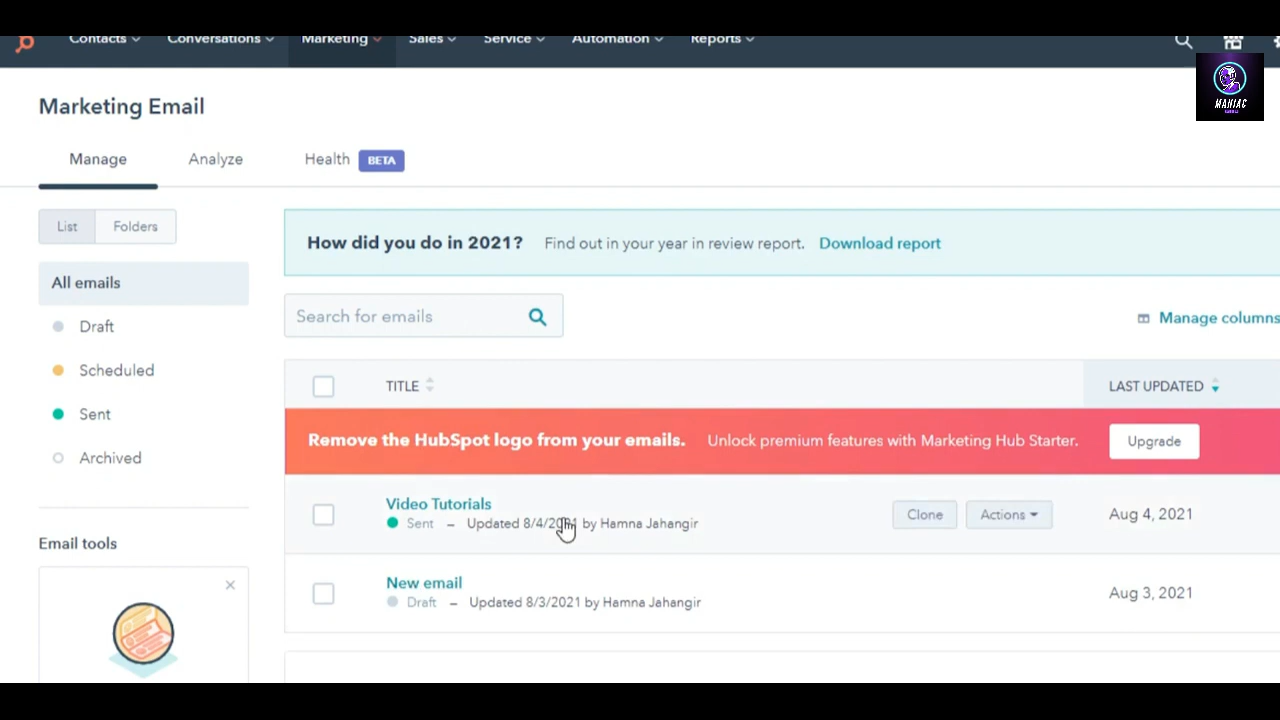 Contacts Conversations Marketing Sales Service Automation Reports
MANIAC
Marketing Email
Manage Analyze Health BETA
List Folders
How did you do in 2021? Find out in your year in review report. Download report
All emails
Search for emails
Manage columns
Draft
Scheduled
TITLE LAST UPDATED
Sent
Remove the HubSpot logo from your emails. Unlock premium features with Marketing Hub Starter. Upgrade
Archived
Video Tutorials
Sent – Updated 8/4/2021 by Hamna Jahangir
Clone Actions Aug 4, 2021
Email tools
New email
Draft – Updated 8/3/2021 by Hamna Jahangir
Aug 3, 2021